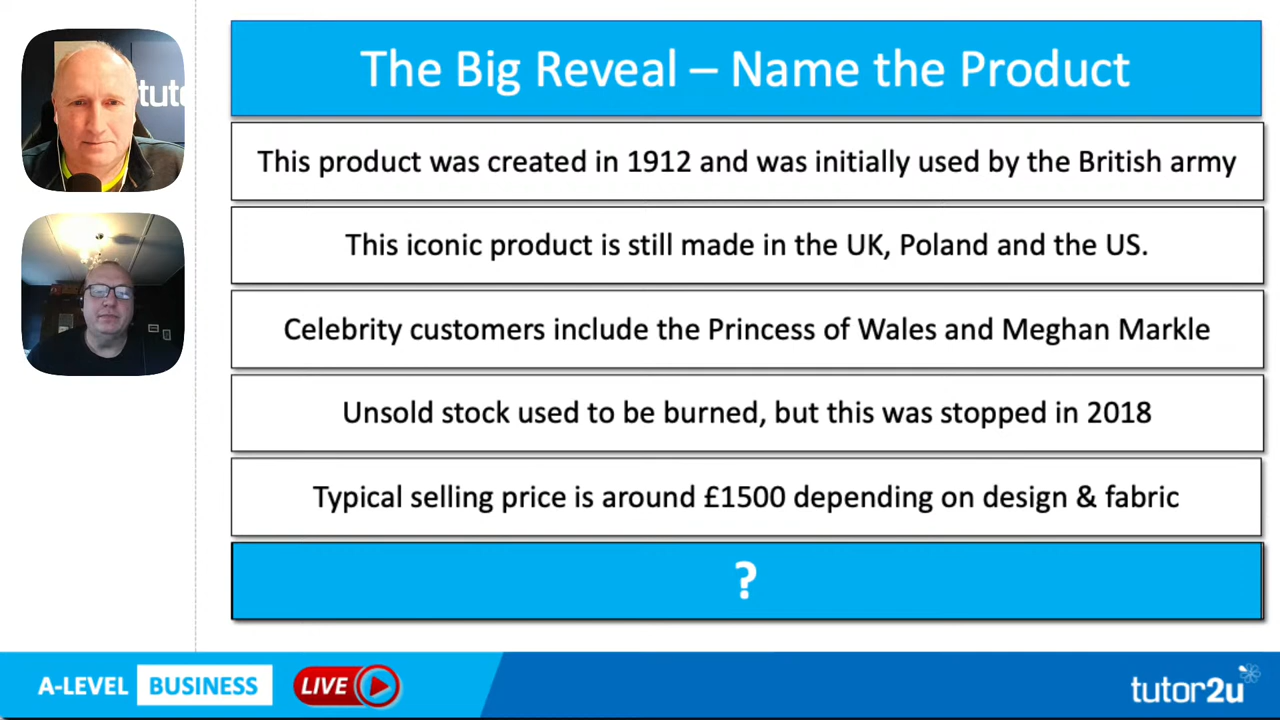 tut
The Big Reveal – Name the Product
This product was created in 1912 and was initially used by the British army
This iconic product is still made in the UK, Poland and the US.
Celebrity customers include the Princess of Wales and Meghan Markle
Unsold stock used to be burned, but this was stopped in 2018
Typical selling price is around £1500 depending on design & fabric
?
A-LEVEL BUSINESS LIVE
tutor2u